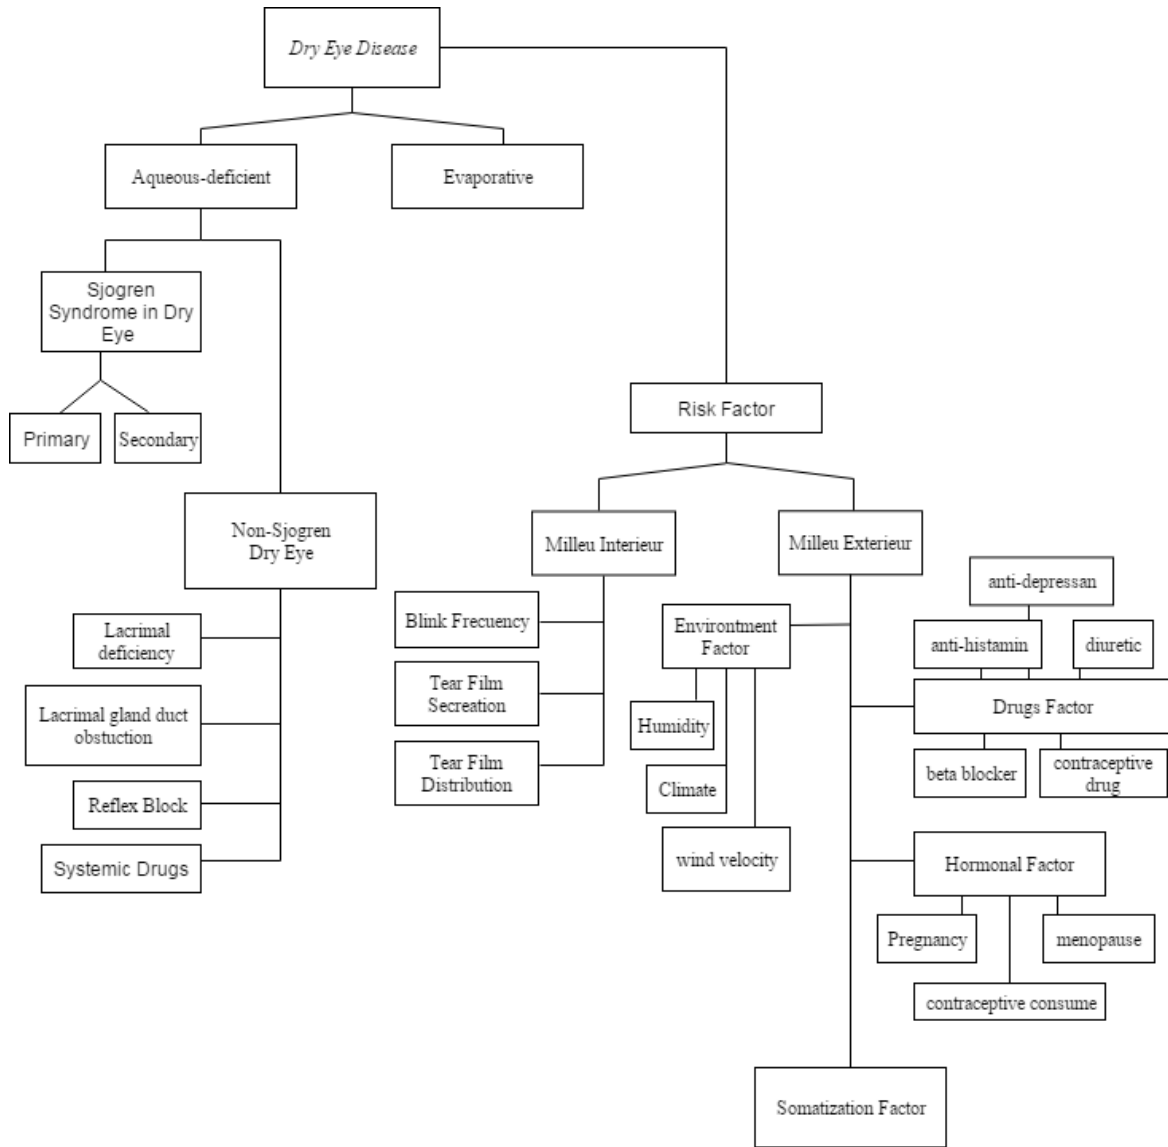 Dry Eye Disease
Aqueous-deficient
Evaporative
Sjogren
Syndrome in Dry
Eye
Primary
Secondary
Risk Factor
Non-Sjogren
Dry Eye
Milleu Interieur
Milleu Exterieur
Lacrimal
deficiency
Lacrimal gland duct
obstuction
Reflex Block
Systemic Drugs
Blink Frecuency
Tear Film
Secreation
Tear Film
Distribution
Environtment
Factor
Humidity
Climate
wind velocity
anti-depressan
anti-histamin
diuretic
Drugs Factor
beta blocker
contraceptive
drug
Hormonal Factor
Pregnancy
menopause
contraceptive consume
Somatization Factor